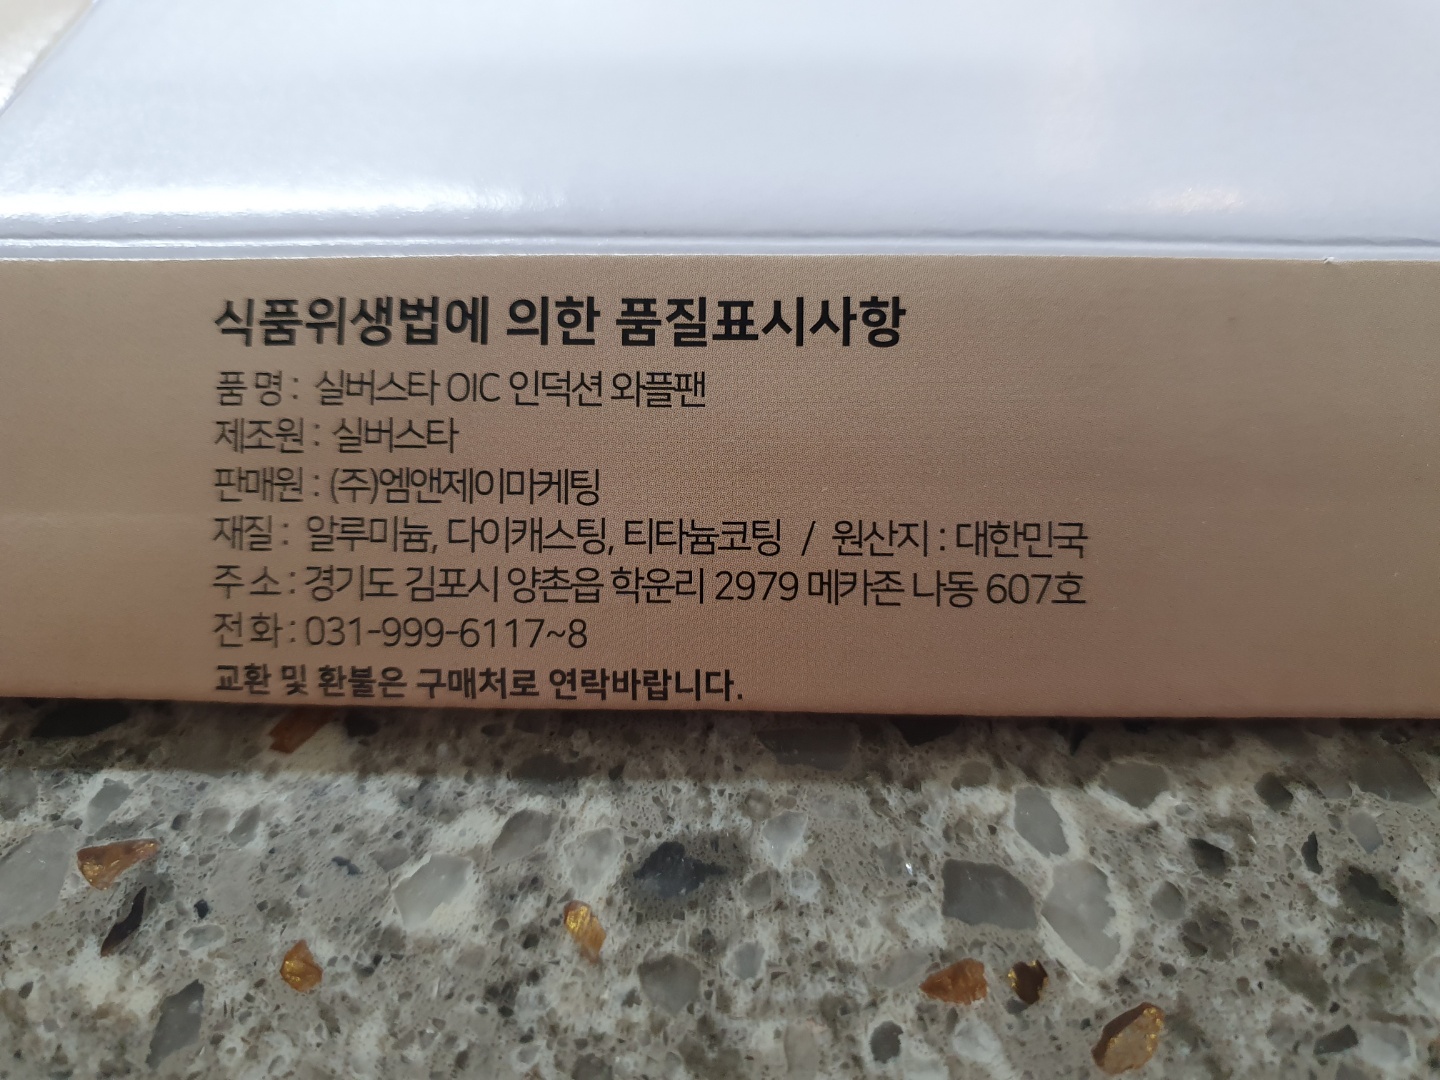 식품위생법에 의한 품질표시사항
품 명 : 실버스타 OIC 인덕션 와플팬
제조원 : 실버스타
판매원 : (주)엠앤제이마케팅
재질 : 알루미늄, 다이캐스팅, 티타늄코팅 / 원산지 : 대한민국
주 소 : 경기도 김포시 양촌읍 학운리 2979 메카존 나동 607호
전 화 : 031-999-6117~8
교환 및 환불은 구매처로 연락바랍니다.